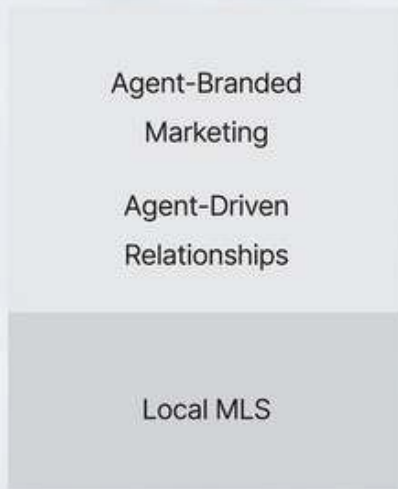 Agent-Branded
Marketing
Agent-Driven
Relationships
Local MLS